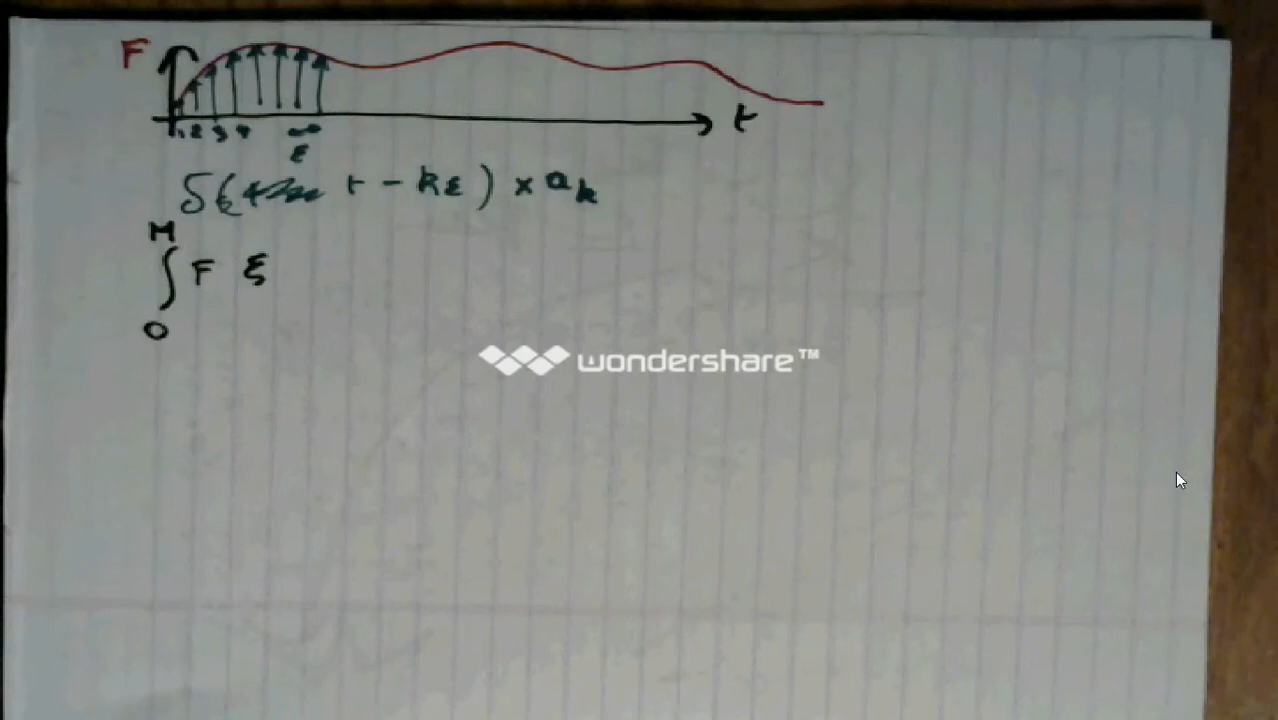 F
t
1 2 3 4
ε
δ( t - kε ) × a_k
M
∫ F ξ
0
wondershare™